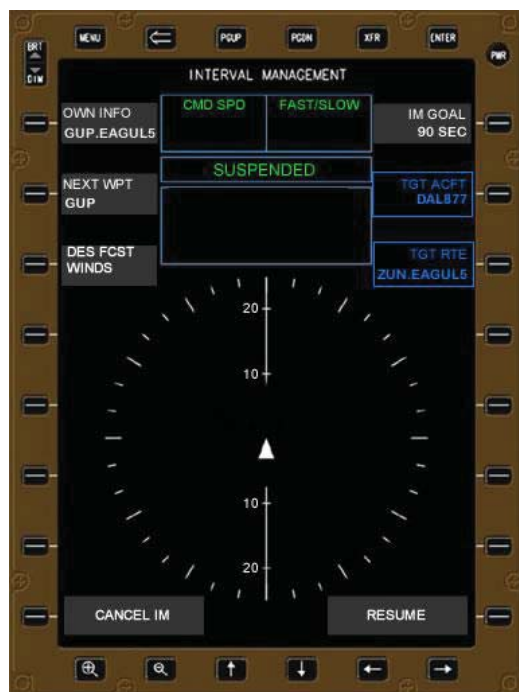 BRT
DIM
MENU
PGUP
PGDN
XFR
ENTER
PWR
INTERVAL MANAGEMENT
OWN INFO
GUP.EAGUL5
CMD SPD
FAST/SLOW
IM GOAL
90 SEC
SUSPENDED
NEXT WPT
GUP
TGT ACFT
DAL877
DES FCST
WINDS
TGT RTE
ZUN.EAGUL5
20
10
10
20
CANCEL IM
RESUME